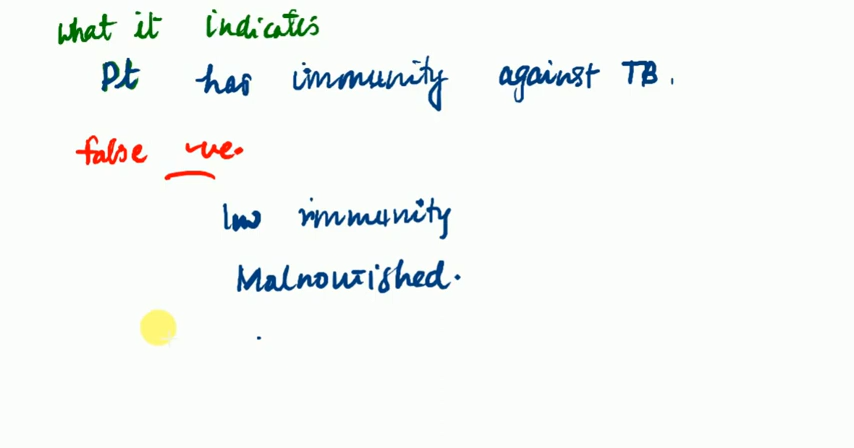 what it indicates
Pt has immunity against TB.
false -ve.
low immunity
Malnourished.